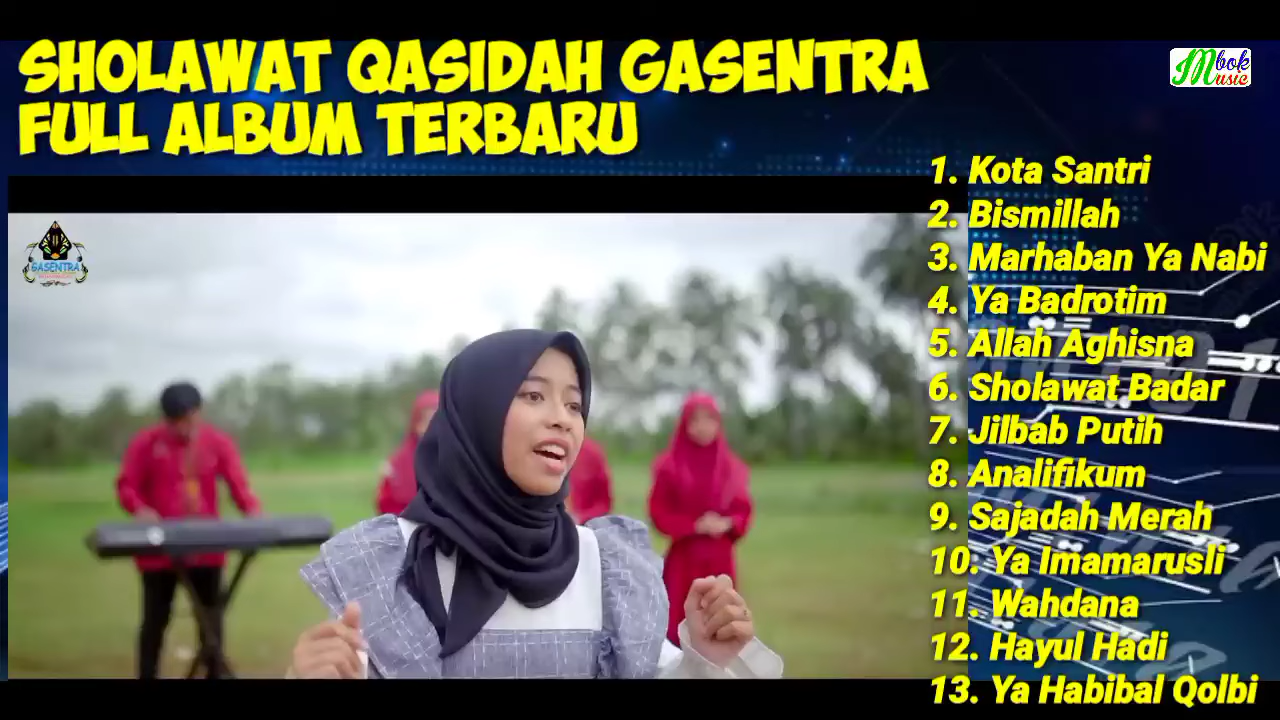 SHOLAWAT QASIDAH GASENTRA
FULL ALBUM TERBARU
Mbok
Music
GASENTRA
1. Kota Santri
2. Bismillah
3. Marhaban Ya Nabi
4. Ya Badrotim
5. Allah Aghisna
6. Sholawat Badar
7. Jilbab Putih
8. Analifikum
9. Sajadah Merah
10. Ya Imamarusli
11. Wahdana
12. Hayul Hadi
13. Ya Habibal Qolbi